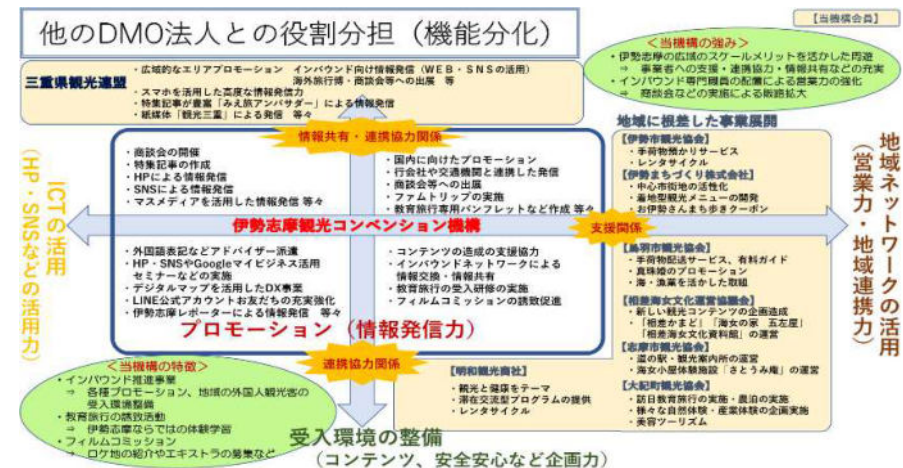 他のDMO法人との役割分担（機能分化）
【当機構会員】
三重県観光連盟
・広域的なエリアプロモーション　インバウンド向け情報発信（WEB・SNSの活用）
海外旅行博・商談会等への出展　等
・スマホを活用した高度な情報発信力
・特集記事が豊富「みえ旅アンバサダー」による情報発信
・紙媒体「観光三重」による発信　等々
＜当機構の強み＞
・伊勢志摩の広域のスケールメリットを活かした周遊
⇒　事業者への支援・連携協力・情報共有などの充実
・インバウンド専門職員の配置による営業力の強化
⇒　商談会などの実施による販路拡大
情報共有・連携協力関係
・商談会の開催
・特集記事の作成
・HPによる情報発信
・SNSによる情報発信
・マスメディアを活用した情報発信 等々
・国内に向けたプロモーション
・行会社や交通機関と連携した発信
・商談会等への出展
・ファムトリップの実施
・教育旅行専用パンフレットなど作成 等々
伊勢志摩観光コンベンション機構
・外国語表記などアドバイザー派遣
・HP・SNSやGoogleマイビジネス活用
セミナーなどの実施
・デジタルマップを活用したDX事業
・LINE公式アカウントお友だちの充実強化
・伊勢志摩レポーターによる情報発信　等々
・コンテンツの造成の支援協力
・インバウンドネットワークによる
情報交換・情報共有
・教育旅行の受入研修の実施
・フィルムコミッションの誘致促進
プロモーション（情報発信力）
ICTの活用
（HP・SNSなどの活用力）
支援関係
連携協力関係
地域に根差した事業展開
【伊勢市観光協会】
・手荷物預かりサービス
・レンタサイクル
【伊勢まちづくり株式会社】
・中心市街地の活性化
・着地型観光メニューの開発
・お伊勢さんまち歩きクーポン
【鳥羽市観光協会】
・手荷物配送サービス、有料ガイド
・真珠婚のプロモーション
・海・漁業を活かした取組
【相差海女文化運営協議会】
・新しい観光コンテンツの企画造成
・「相差かまど」「海女の家　五左屋」
「相差海女文化資料館」の運営
【志摩市観光協会】
・道の駅・観光案内所の運営
・海女小屋体験施設「さとうみ庵」の運営
【大紀町観光協会】
・訪日教育旅行の実施・農泊の実施
・様々な自然体験・産業体験の企画実施
・美容ツーリズム
【明和観光商社】
・観光と健康をテーマ
・滞在交流型プログラムの提供
・レンタサイクル
地域ネットワークの活用
（営業力・地域連携力）
＜当機構の特徴＞
・インバウンド推進事業
⇒　各種プロモーション、地域の外国人観光客の
受入環境整備
・教育旅行の誘致活動
⇒　伊勢志摩ならではの体験学習
・フィルムコミッション
⇒　ロケ地の紹介やエキストラの募集など
受入環境の整備
（コンテンツ、安全安心など企画力）